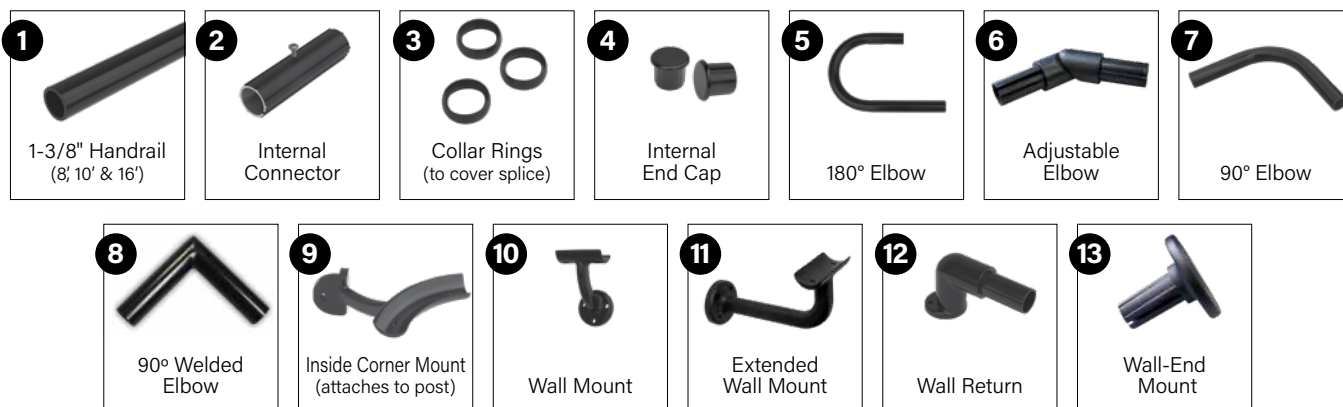 1
1-3/8" Handrail
(8,' 10' & 16')
2
Internal
Connector
3
Collar Rings
(to cover splice)
4
Internal
End Cap
5
180° Elbow
6
Adjustable
Elbow
7
90° Elbow
8
90º Welded
Elbow
9
Inside Corner Mount
(attaches to post)
10
Wall Mount
11
Extended
Wall Mount
12
Wall Return
13
Wall-End
Mount